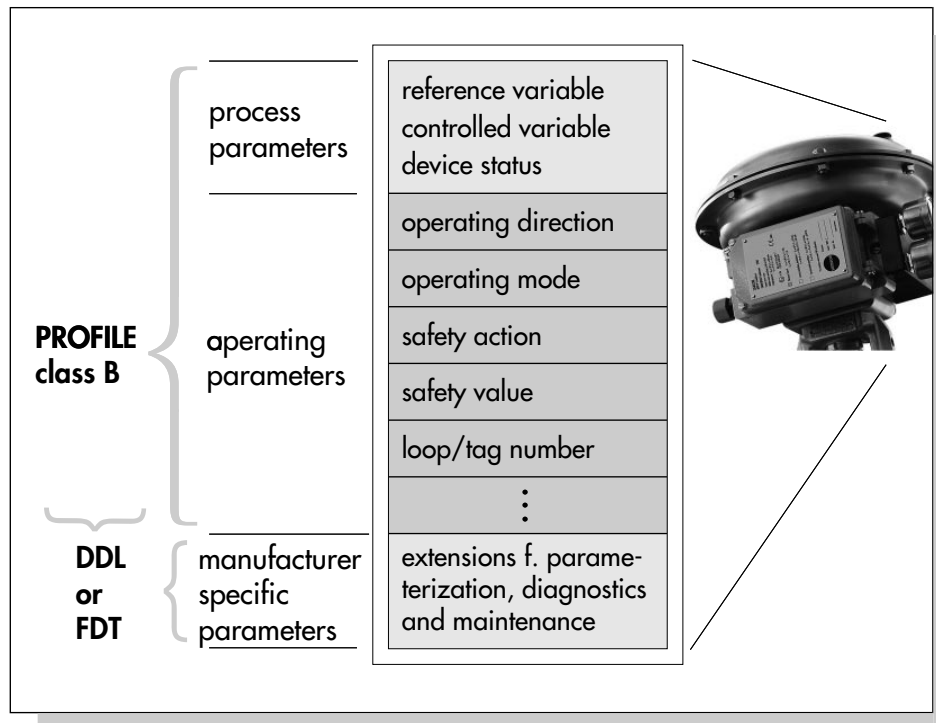 process
parameters
reference variable
controlled variable
device status
PROFILE
class B
aperating
parameters
operating direction
operating mode
safety action
safety value
loop/tag number
⋮
DDL
or
FDT
manufacturer
specific
parameters
extensions f. parame-
terization, diagnostics
and maintenance